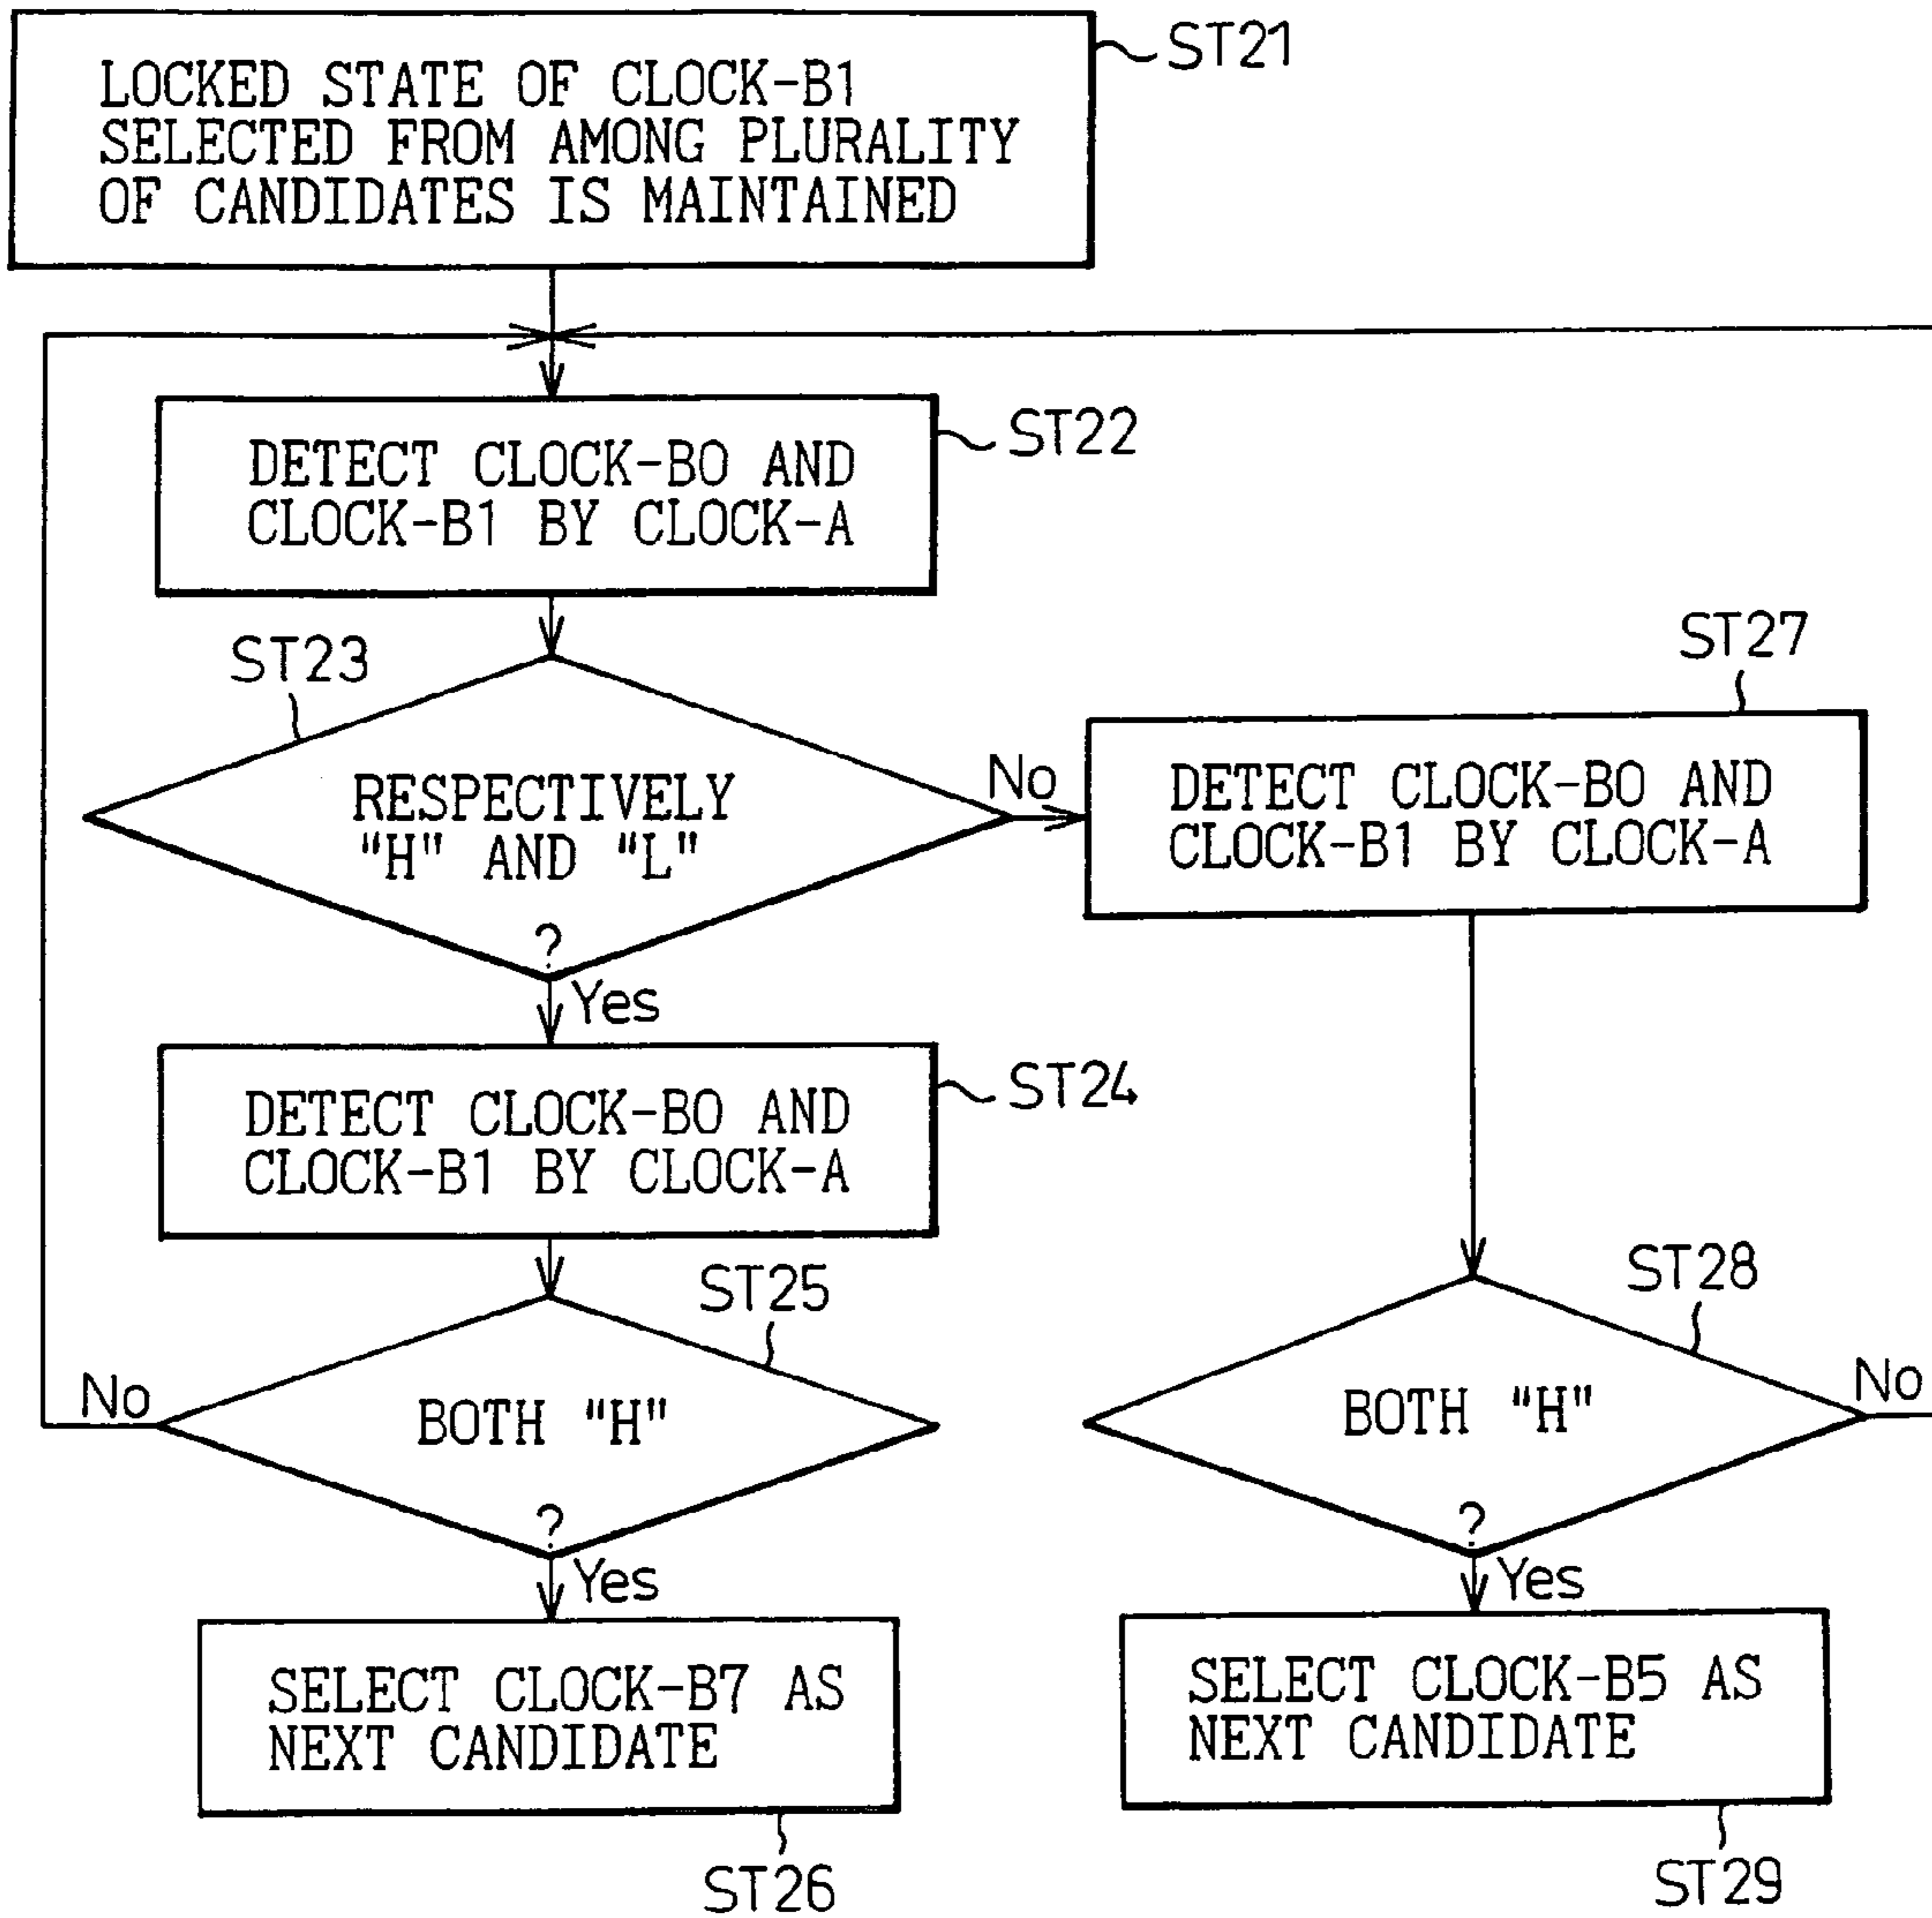 LOCKED STATE OF CLOCK-B1
SELECTED FROM AMONG PLURALITY
OF CANDIDATES IS MAINTAINED
ST21
DETECT CLOCK-B0 AND
CLOCK-B1 BY CLOCK-A
ST22
ST23
RESPECTIVELY
"H" AND "L"
?
No
Yes
ST27
DETECT CLOCK-B0 AND
CLOCK-B1 BY CLOCK-A
DETECT CLOCK-B0 AND
CLOCK-B1 BY CLOCK-A
ST24
ST25
No
BOTH "H"
?
Yes
ST28
BOTH "H"
?
No
Yes
SELECT CLOCK-B7 AS
NEXT CANDIDATE
ST26
SELECT CLOCK-B5 AS
NEXT CANDIDATE
ST29